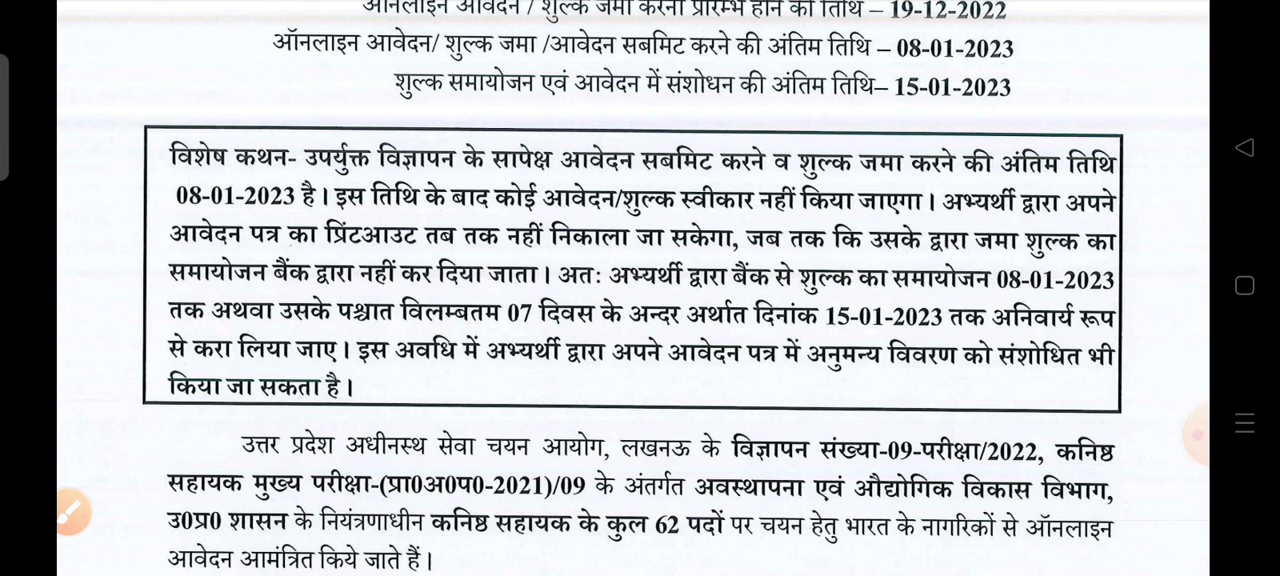 ऑनलाइन आवेदन / शुल्क जमा करना प्रारम्भ होने की तिथि – 19-12-2022
ऑनलाइन आवेदन/ शुल्क जमा /आवेदन सबमिट करने की अंतिम तिथि – 08-01-2023
शुल्क समायोजन एवं आवेदन में संशोधन की अंतिम तिथि– 15-01-2023
विशेष कथन- उपर्युक्त विज्ञापन के सापेक्ष आवेदन सबमिट करने व शुल्क जमा करने की अंतिम तिथि
08-01-2023 है। इस तिथि के बाद कोई आवेदन/शुल्क स्वीकार नहीं किया जाएगा। अभ्यर्थी द्वारा अपने
आवेदन पत्र का प्रिंटआउट तब तक नहीं निकाला जा सकेगा, जब तक कि उसके द्वारा जमा शुल्क का
समायोजन बैंक द्वारा नहीं कर दिया जाता। अतः अभ्यर्थी द्वारा बैंक से शुल्क का समायोजन 08-01-2023
तक अथवा उसके पश्चात विलम्बतम 07 दिवस के अन्दर अर्थात दिनांक 15-01-2023 तक अनिवार्य रूप
से करा लिया जाए। इस अवधि में अभ्यर्थी द्वारा अपने आवेदन पत्र में अनुमन्य विवरण को संशोधित भी
किया जा सकता है।
उत्तर प्रदेश अधीनस्थ सेवा चयन आयोग, लखनऊ के विज्ञापन संख्या-09-परीक्षा/2022, कनिष्ठ
सहायक मुख्य परीक्षा-(प्रा0अ0प0-2021)/09 के अंतर्गत अवस्थापना एवं औद्योगिक विकास विभाग,
उ0प्र0 शासन के नियंत्रणाधीन कनिष्ठ सहायक के कुल 62 पदों पर चयन हेतु भारत के नागरिकों से ऑनलाइन
आवेदन आमंत्रित किये जाते हैं।